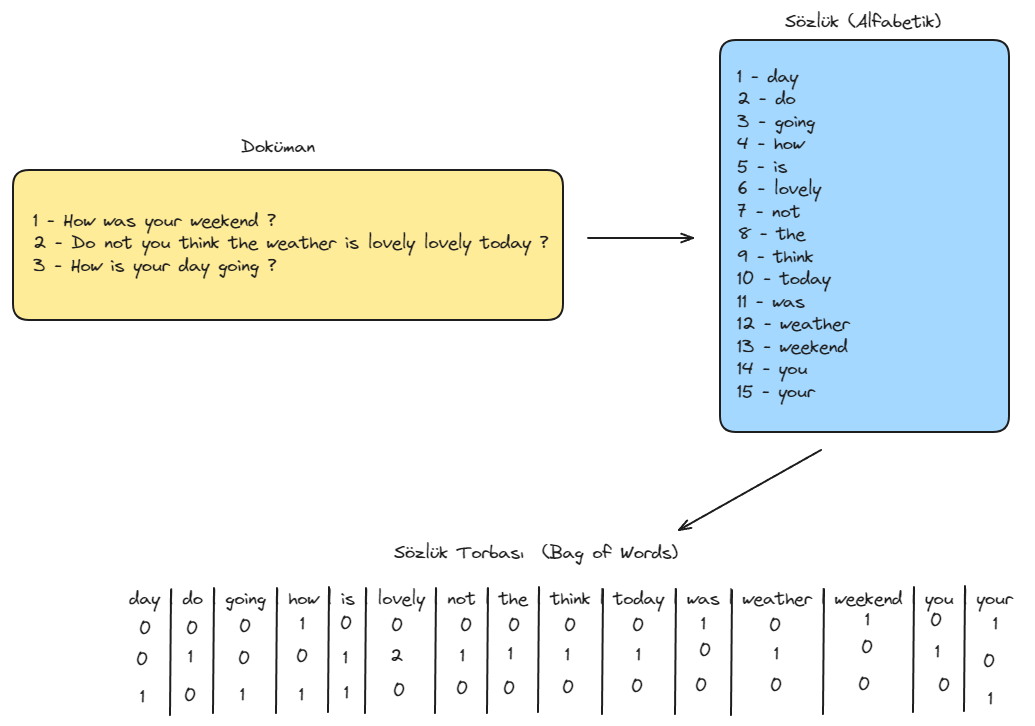 Sözlük (Alfabetik)
1 - day
2 - do
3 - going
4 - how
5 - is
6 - lovely
7 - not
8 - the
9 - think
10 - today
11 - was
12 - weather
13 - weekend
14 - you
15 - your
Doküman
1 - How was your weekend ?
2 - Do not you think the weather is lovely lovely today ?
3 - How is your day going ?
Sözlük Torbası (Bag of Words)
day do going how is lovely not the think today was weather weekend you your
0 0 0 1 0 0 0 0 0 0 1 0 1 0 1
0 1 0 0 1 2 1 1 1 1 0 1 0 1 0
1 0 1 1 1 0 0 0 0 0 0 0 0 0 1